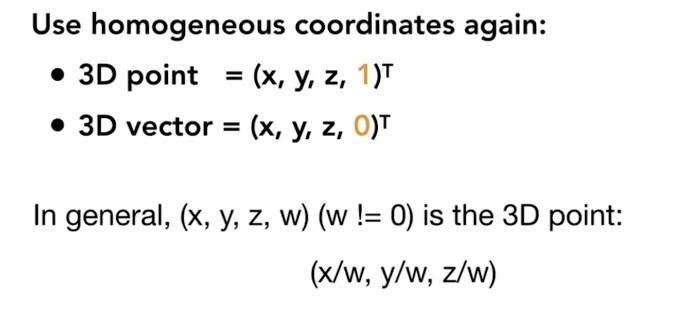 Use homogeneous coordinates again:
• 3D point = (x, y, z, 1)ᵀ
• 3D vector = (x, y, z, 0)ᵀ
In general, (x, y, z, w) (w != 0) is the 3D point:
(x/w, y/w, z/w)